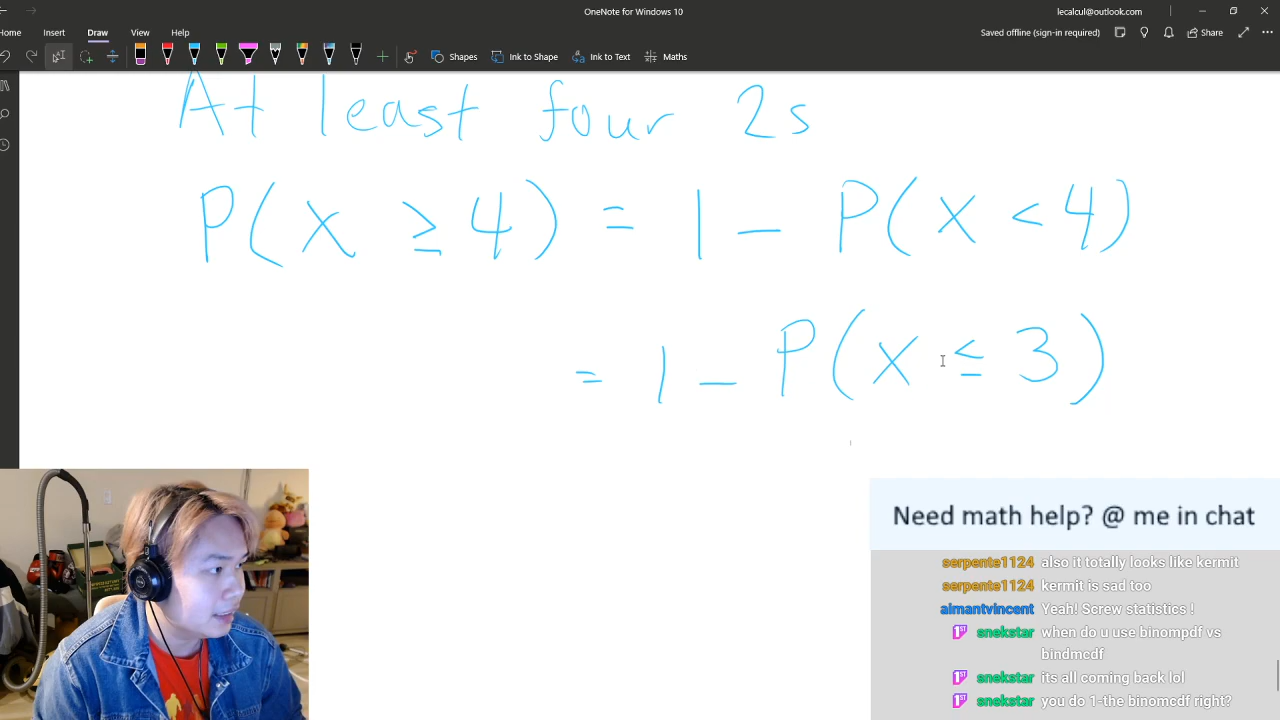 OneNote for Windows 10
lecalcul@outlook.com
Home Insert Draw View Help
Saved offline (sign-in required)
Share
Shapes
Ink to Shape
Ink to Text
Maths
At least four 2s
P(x ≥ 4) = 1 - P(x < 4)
= 1 - P(x ≤ 3)
Need math help? @ me in chat
serpente1124 also it totally looks like kermit
serpente1124 kermit is sad too
aimantvincent Yeah! Screw statistics !
snekstar when do u use binompdf vs
bindmcdf
snekstar its all coming back lol
snekstar you do 1-the binomcdf right?